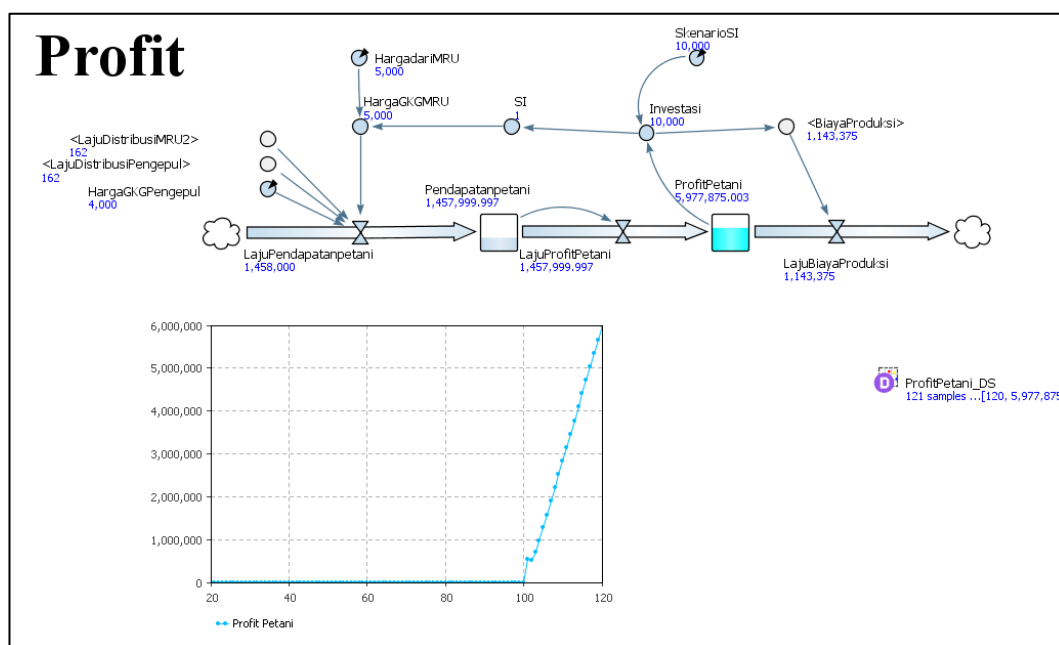 Profit
SkenarioSI
10,000
HargadariMRU
5,000
HargaGKGMRU
5,000
SI
1
Investasi
10,000
<BiayaProduksi>
1,143,375
<LajuDistribusiMRU2>
162
<LajuDistribusiPengepul>
162
HargaGKGPengepul
4,000
Pendapatanpetani
1,457,999.997
ProfitPetani
5,977,875.003
LajuPendapatanpetani
1,458,000
LajuProfitPetani
1,457,999.997
LajuBiayaProduksi
1,143,375
6,000,000
5,000,000
4,000,000
3,000,000
2,000,000
1,000,000
0
20 40 60 80 100 120
Profit Petani
D
ProfitPetani_DS
121 samples ...[120, 5,977,875